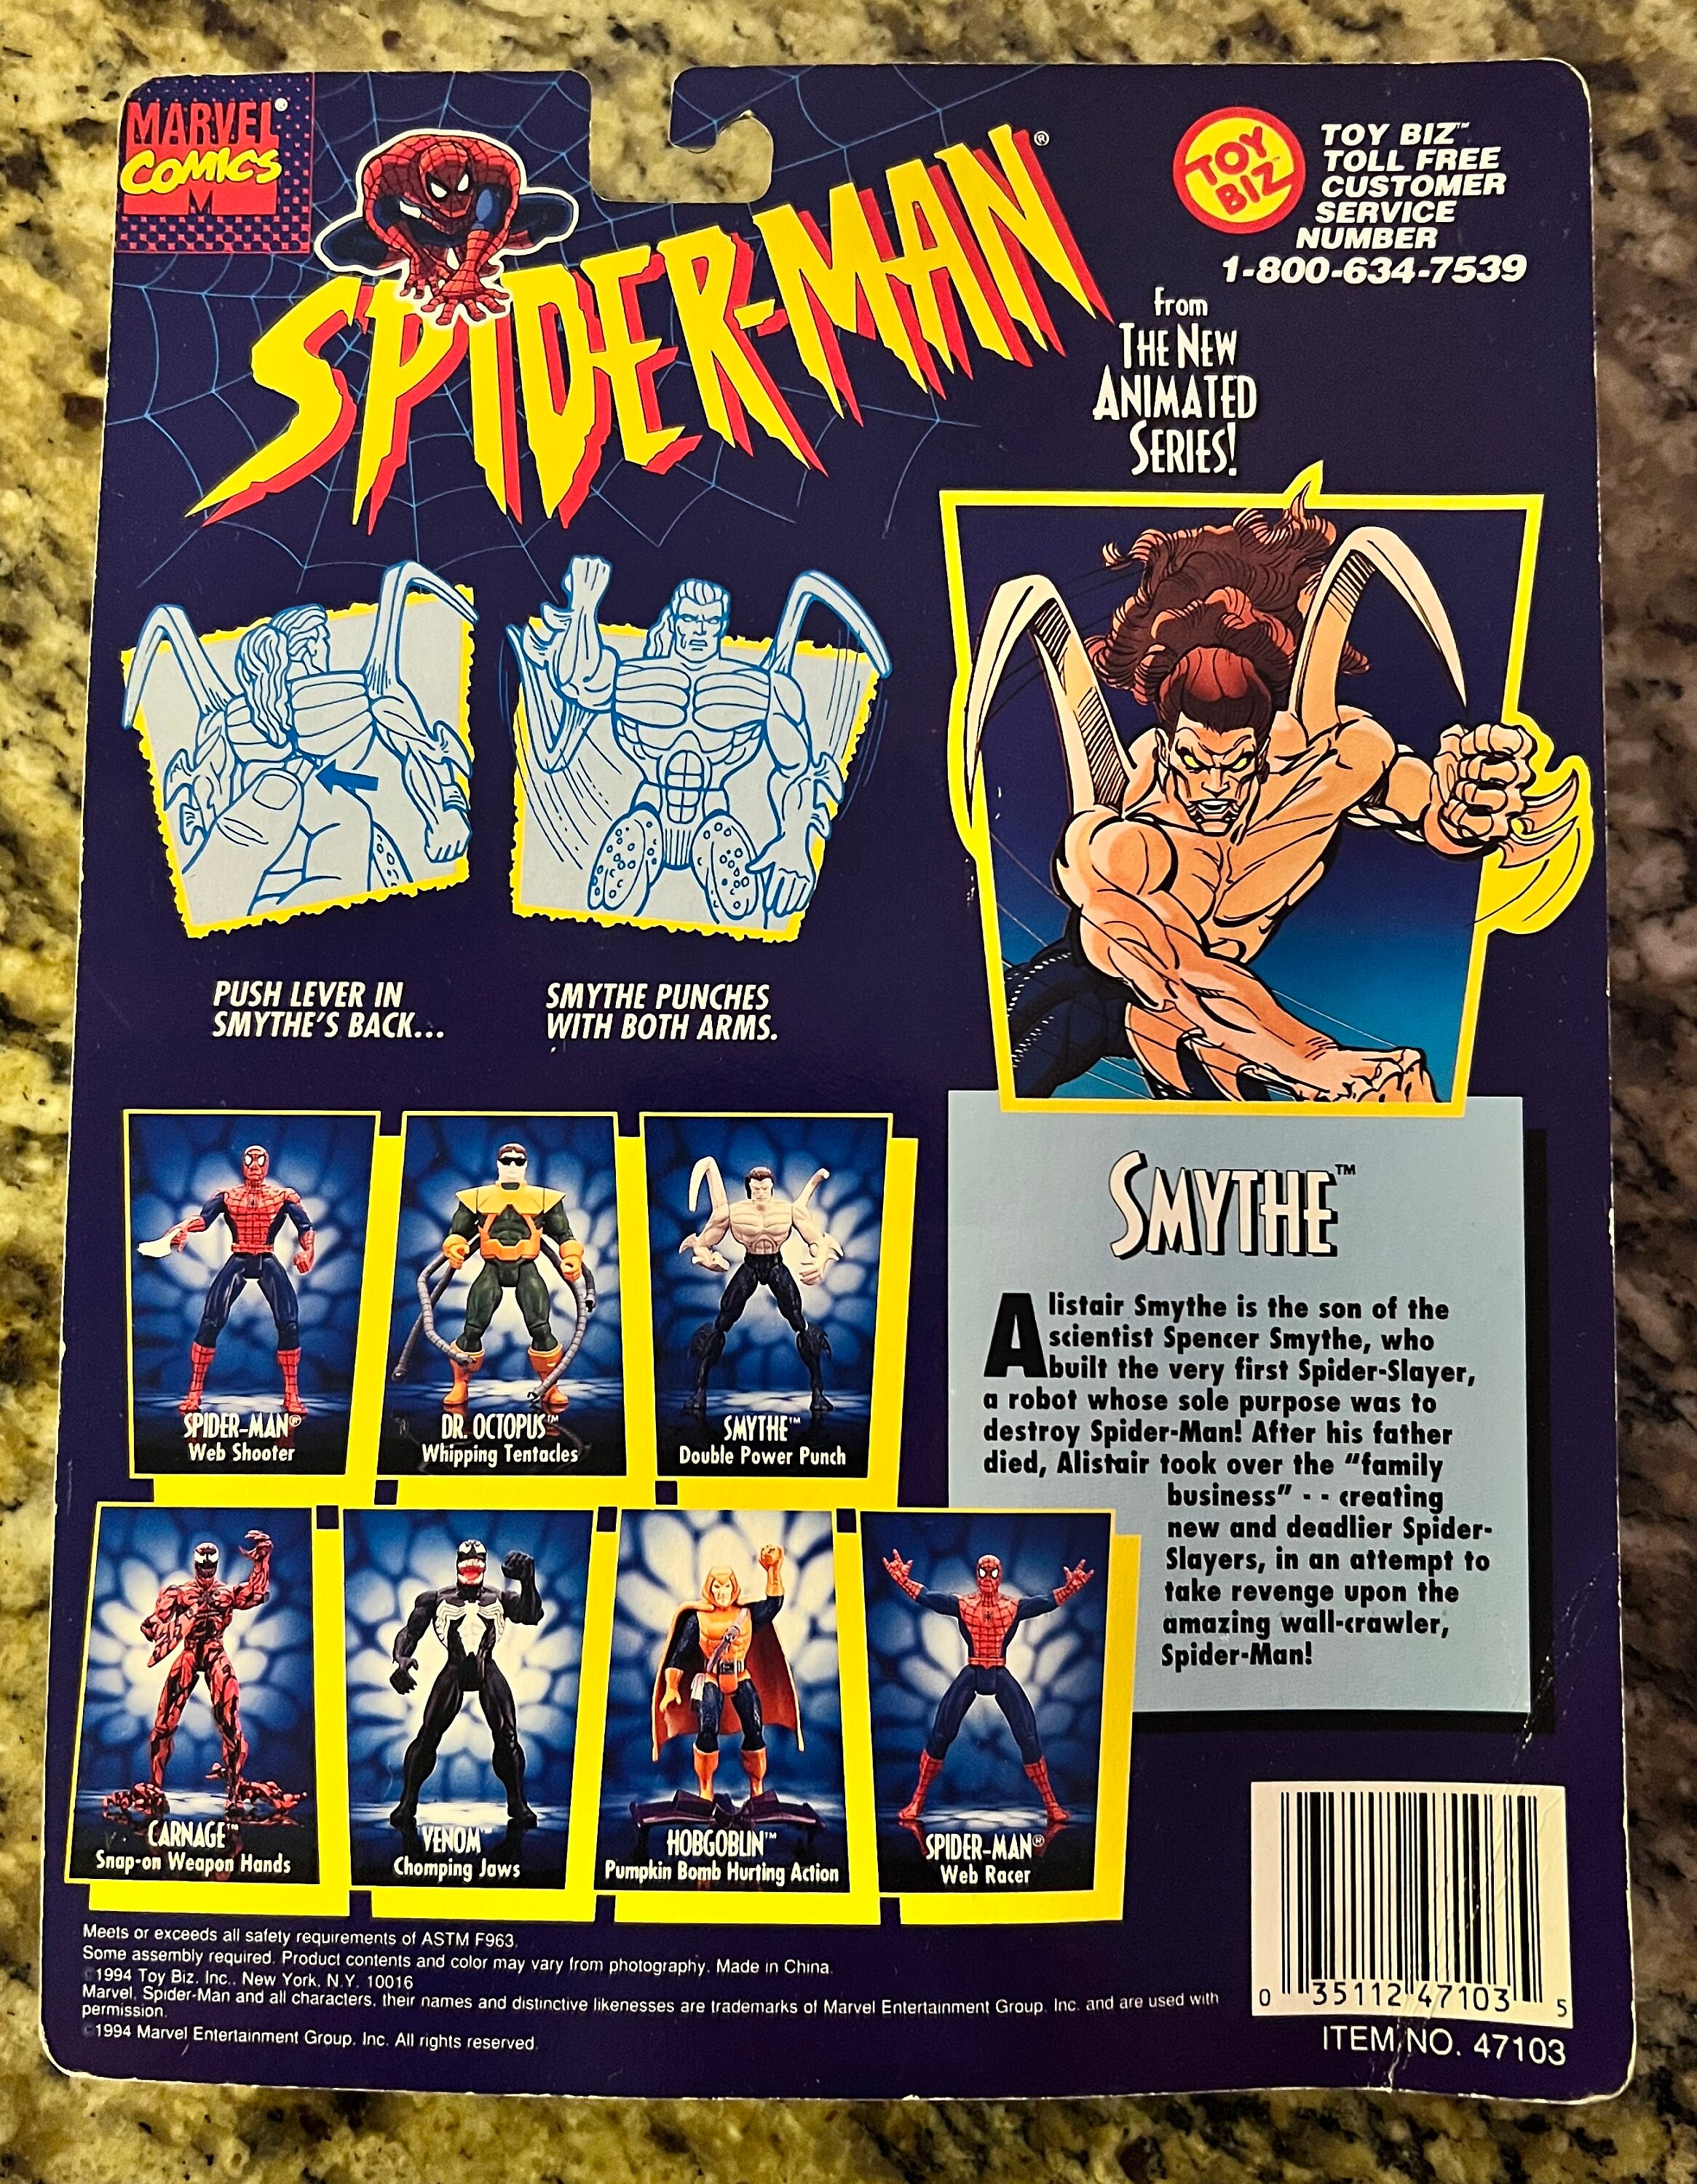 MARVEL®
COMICS
M
SPIDER-MAN®
TOY
BIZ™
TOY BIZ™
TOLL FREE
CUSTOMER
SERVICE
NUMBER
1-800-634-7539
from
THE NEW
ANIMATED
SERIES!
PUSH LEVER IN
SMYTHE'S BACK...
SMYTHE PUNCHES
WITH BOTH ARMS.
SPIDER-MAN®
Web Shooter
DR. OCTOPUS™
Whipping Tentacles
SMYTHE™
Double Power Punch
CARNAGE™
Snap-on Weapon Hands
VENOM™
Chomping Jaws
HOBGOBLIN™
Pumpkin Bomb Hurting Action
SPIDER-MAN®
Web Racer
SMYTHE™
Alistair Smythe is the son of the
scientist Spencer Smythe, who
built the very first Spider-Slayer,
a robot whose sole purpose was to
destroy Spider-Man! After his father
died, Alistair took over the "family
business" - - creating
new and deadlier Spider-
Slayers, in an attempt to
take revenge upon the
amazing wall-crawler,
Spider-Man!
Meets or exceeds all safety requirements of ASTM F963.
Some assembly required. Product contents and color may vary from photography. Made in China.
©1994 Toy Biz, Inc., New York, N.Y. 10016
Marvel, Spider-Man and all characters, their names and distinctive likenesses are trademarks of Marvel Entertainment Group, Inc. and are used with
permission.
©1994 Marvel Entertainment Group, Inc. All rights reserved.
0 35112 47103 5
ITEM NO. 47103